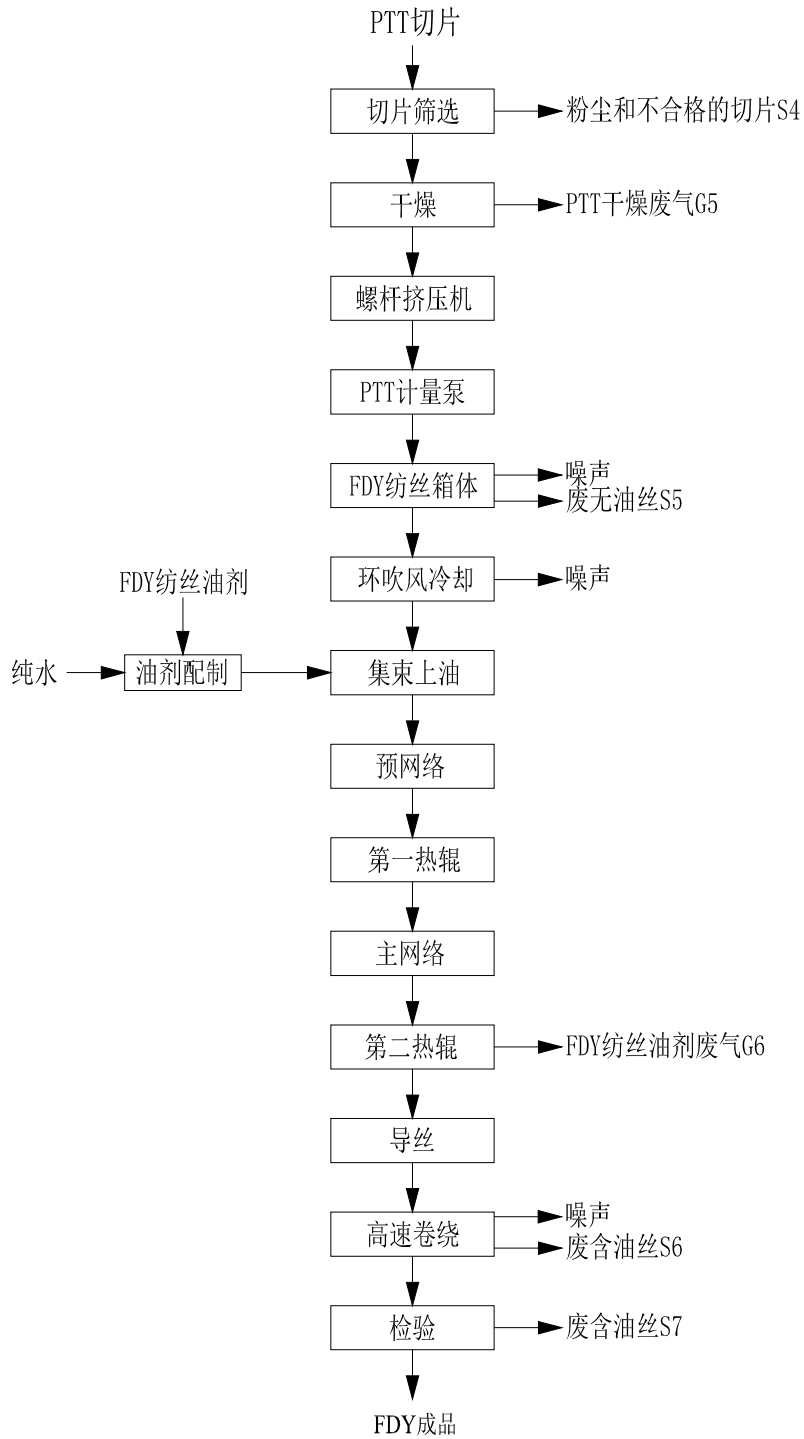 PTT切片
切片筛选
粉尘和不合格的切片S4
干燥
PTT干燥废气G5
螺杆挤压机
PTT计量泵
FDY纺丝箱体
噪声
废无油丝S5
环吹风冷却
噪声
FDY纺丝油剂
纯水
油剂配制
集束上油
预网络
第一热辊
主网络
第二热辊
FDY纺丝油剂废气G6
导丝
高速卷绕
噪声
废含油丝S6
检验
废含油丝S7
FDY成品